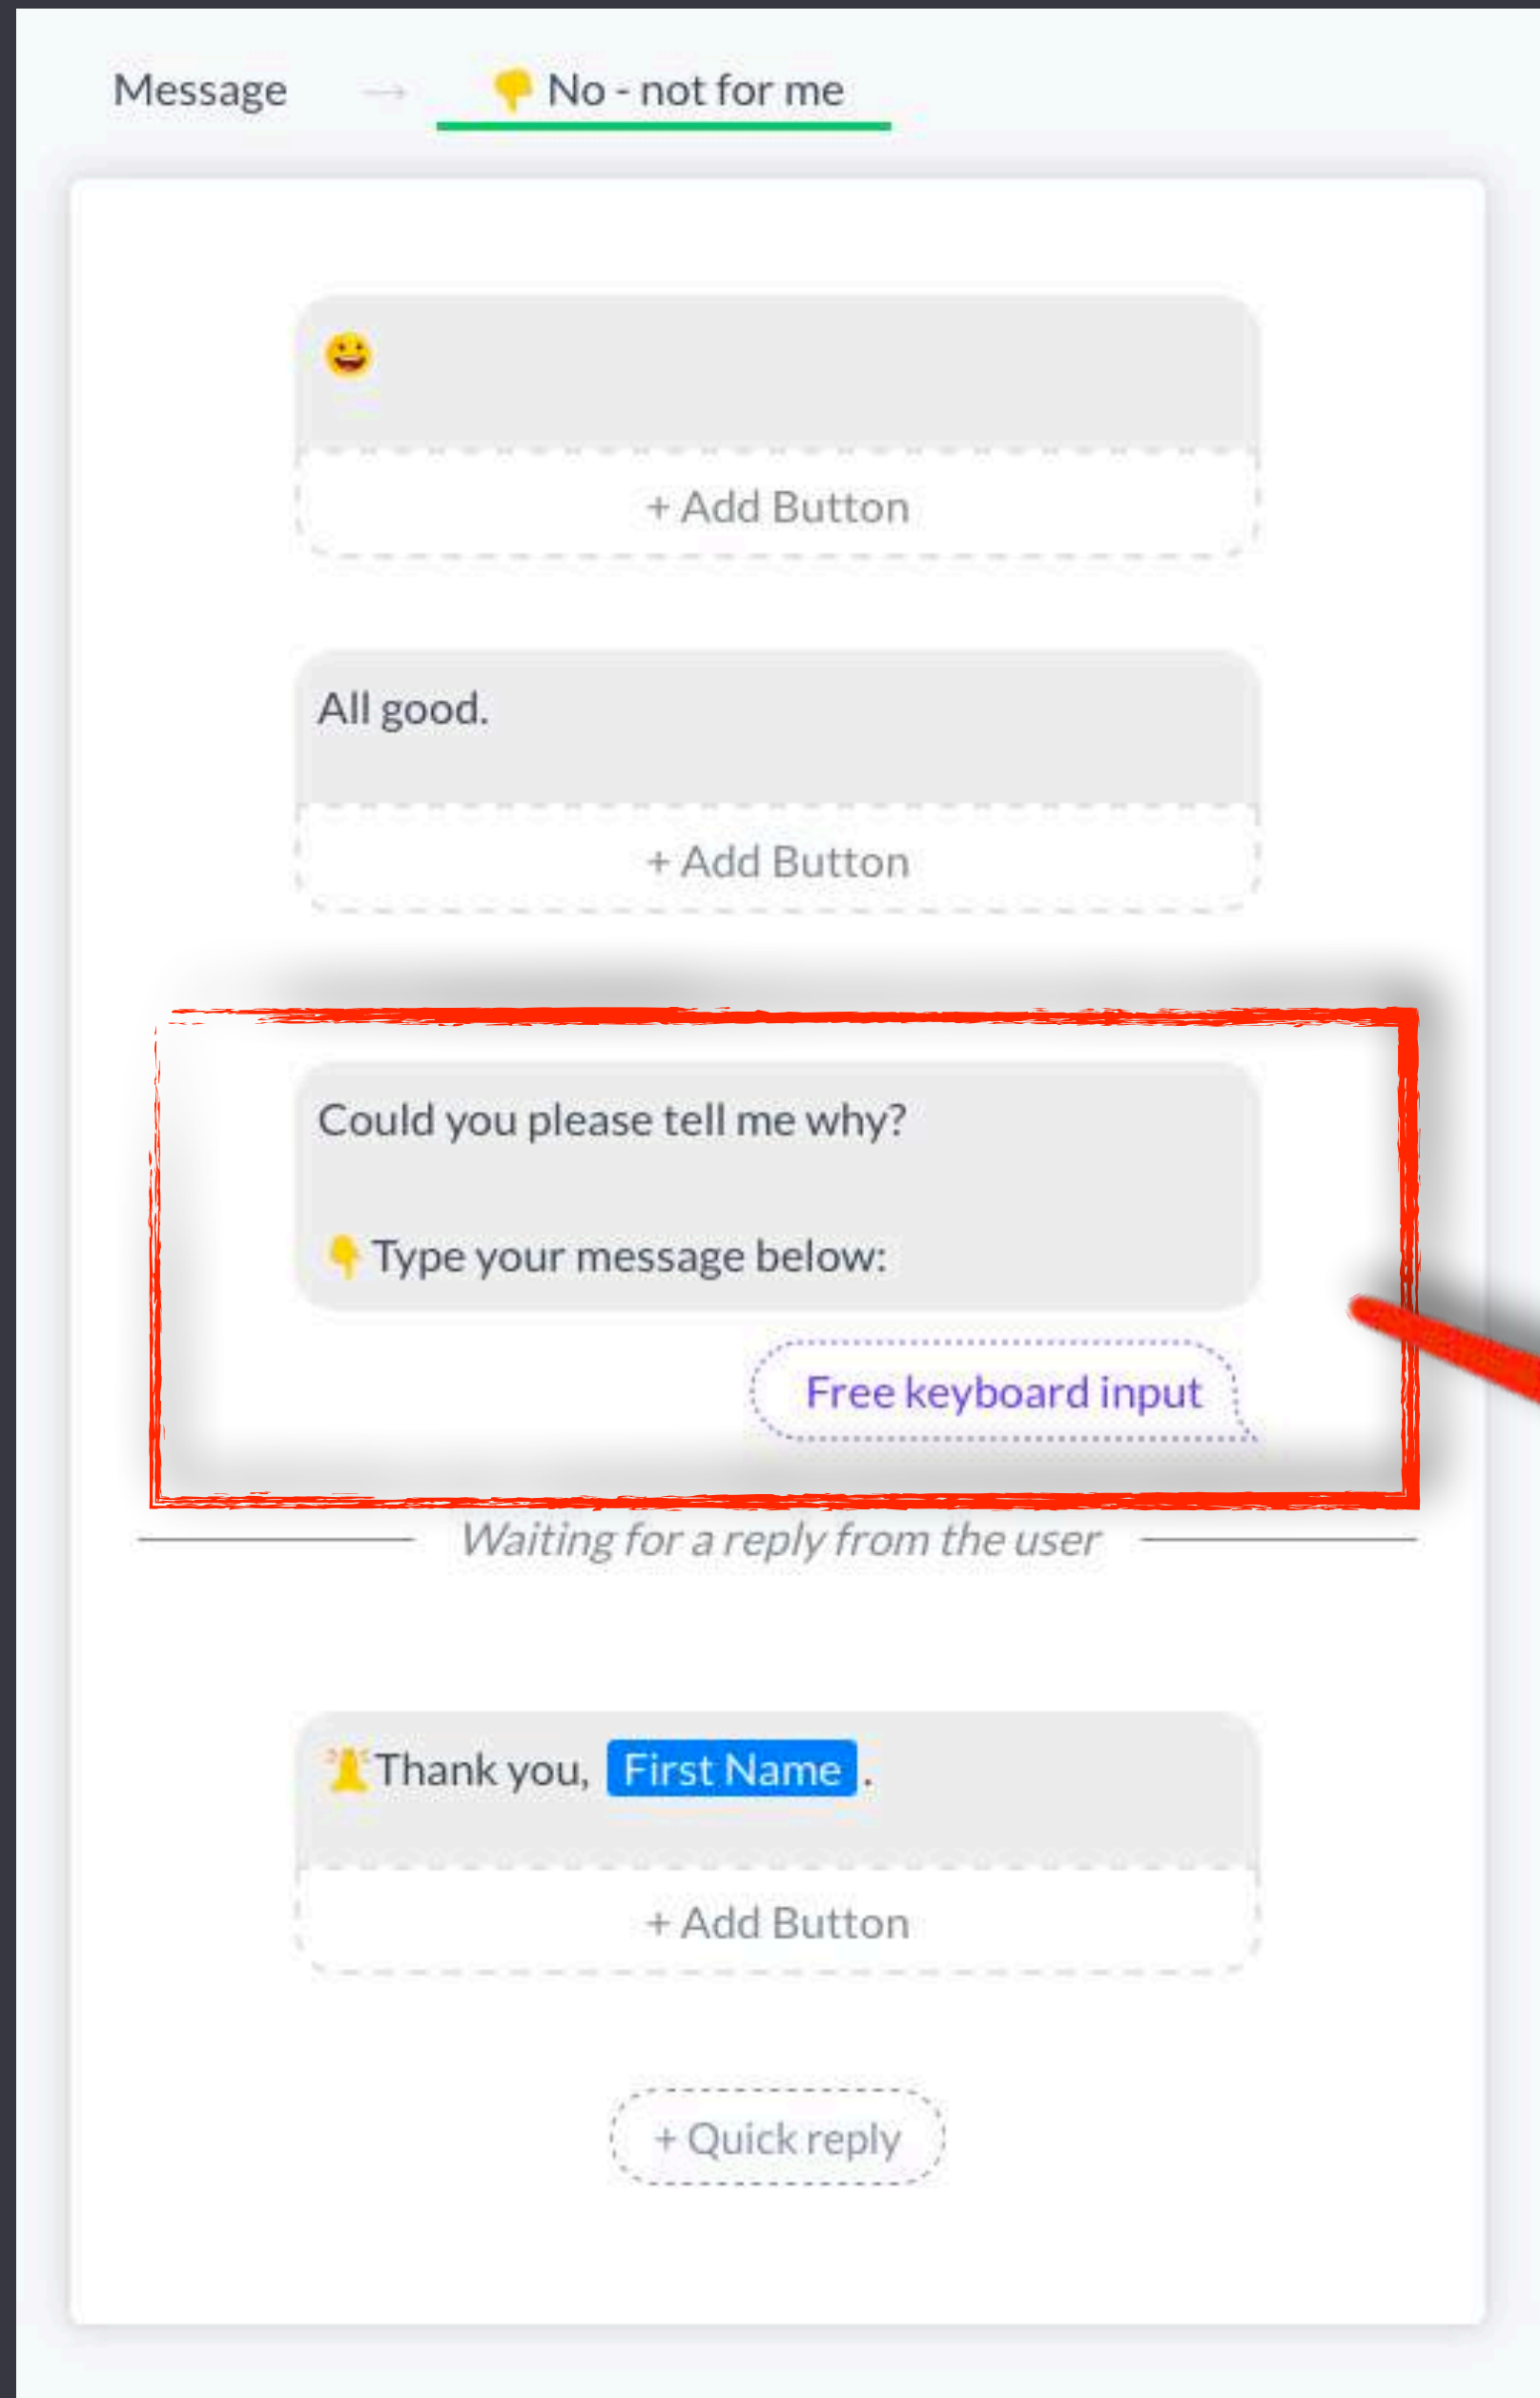 Message → 👎 No - not for me
😀
+ Add Button
All good.
+ Add Button
Could you please tell me why?
👇 Type your message below:
Free keyboard input
Waiting for a reply from the user
🙏 Thank you, First Name .
+ Add Button
+ Quick reply